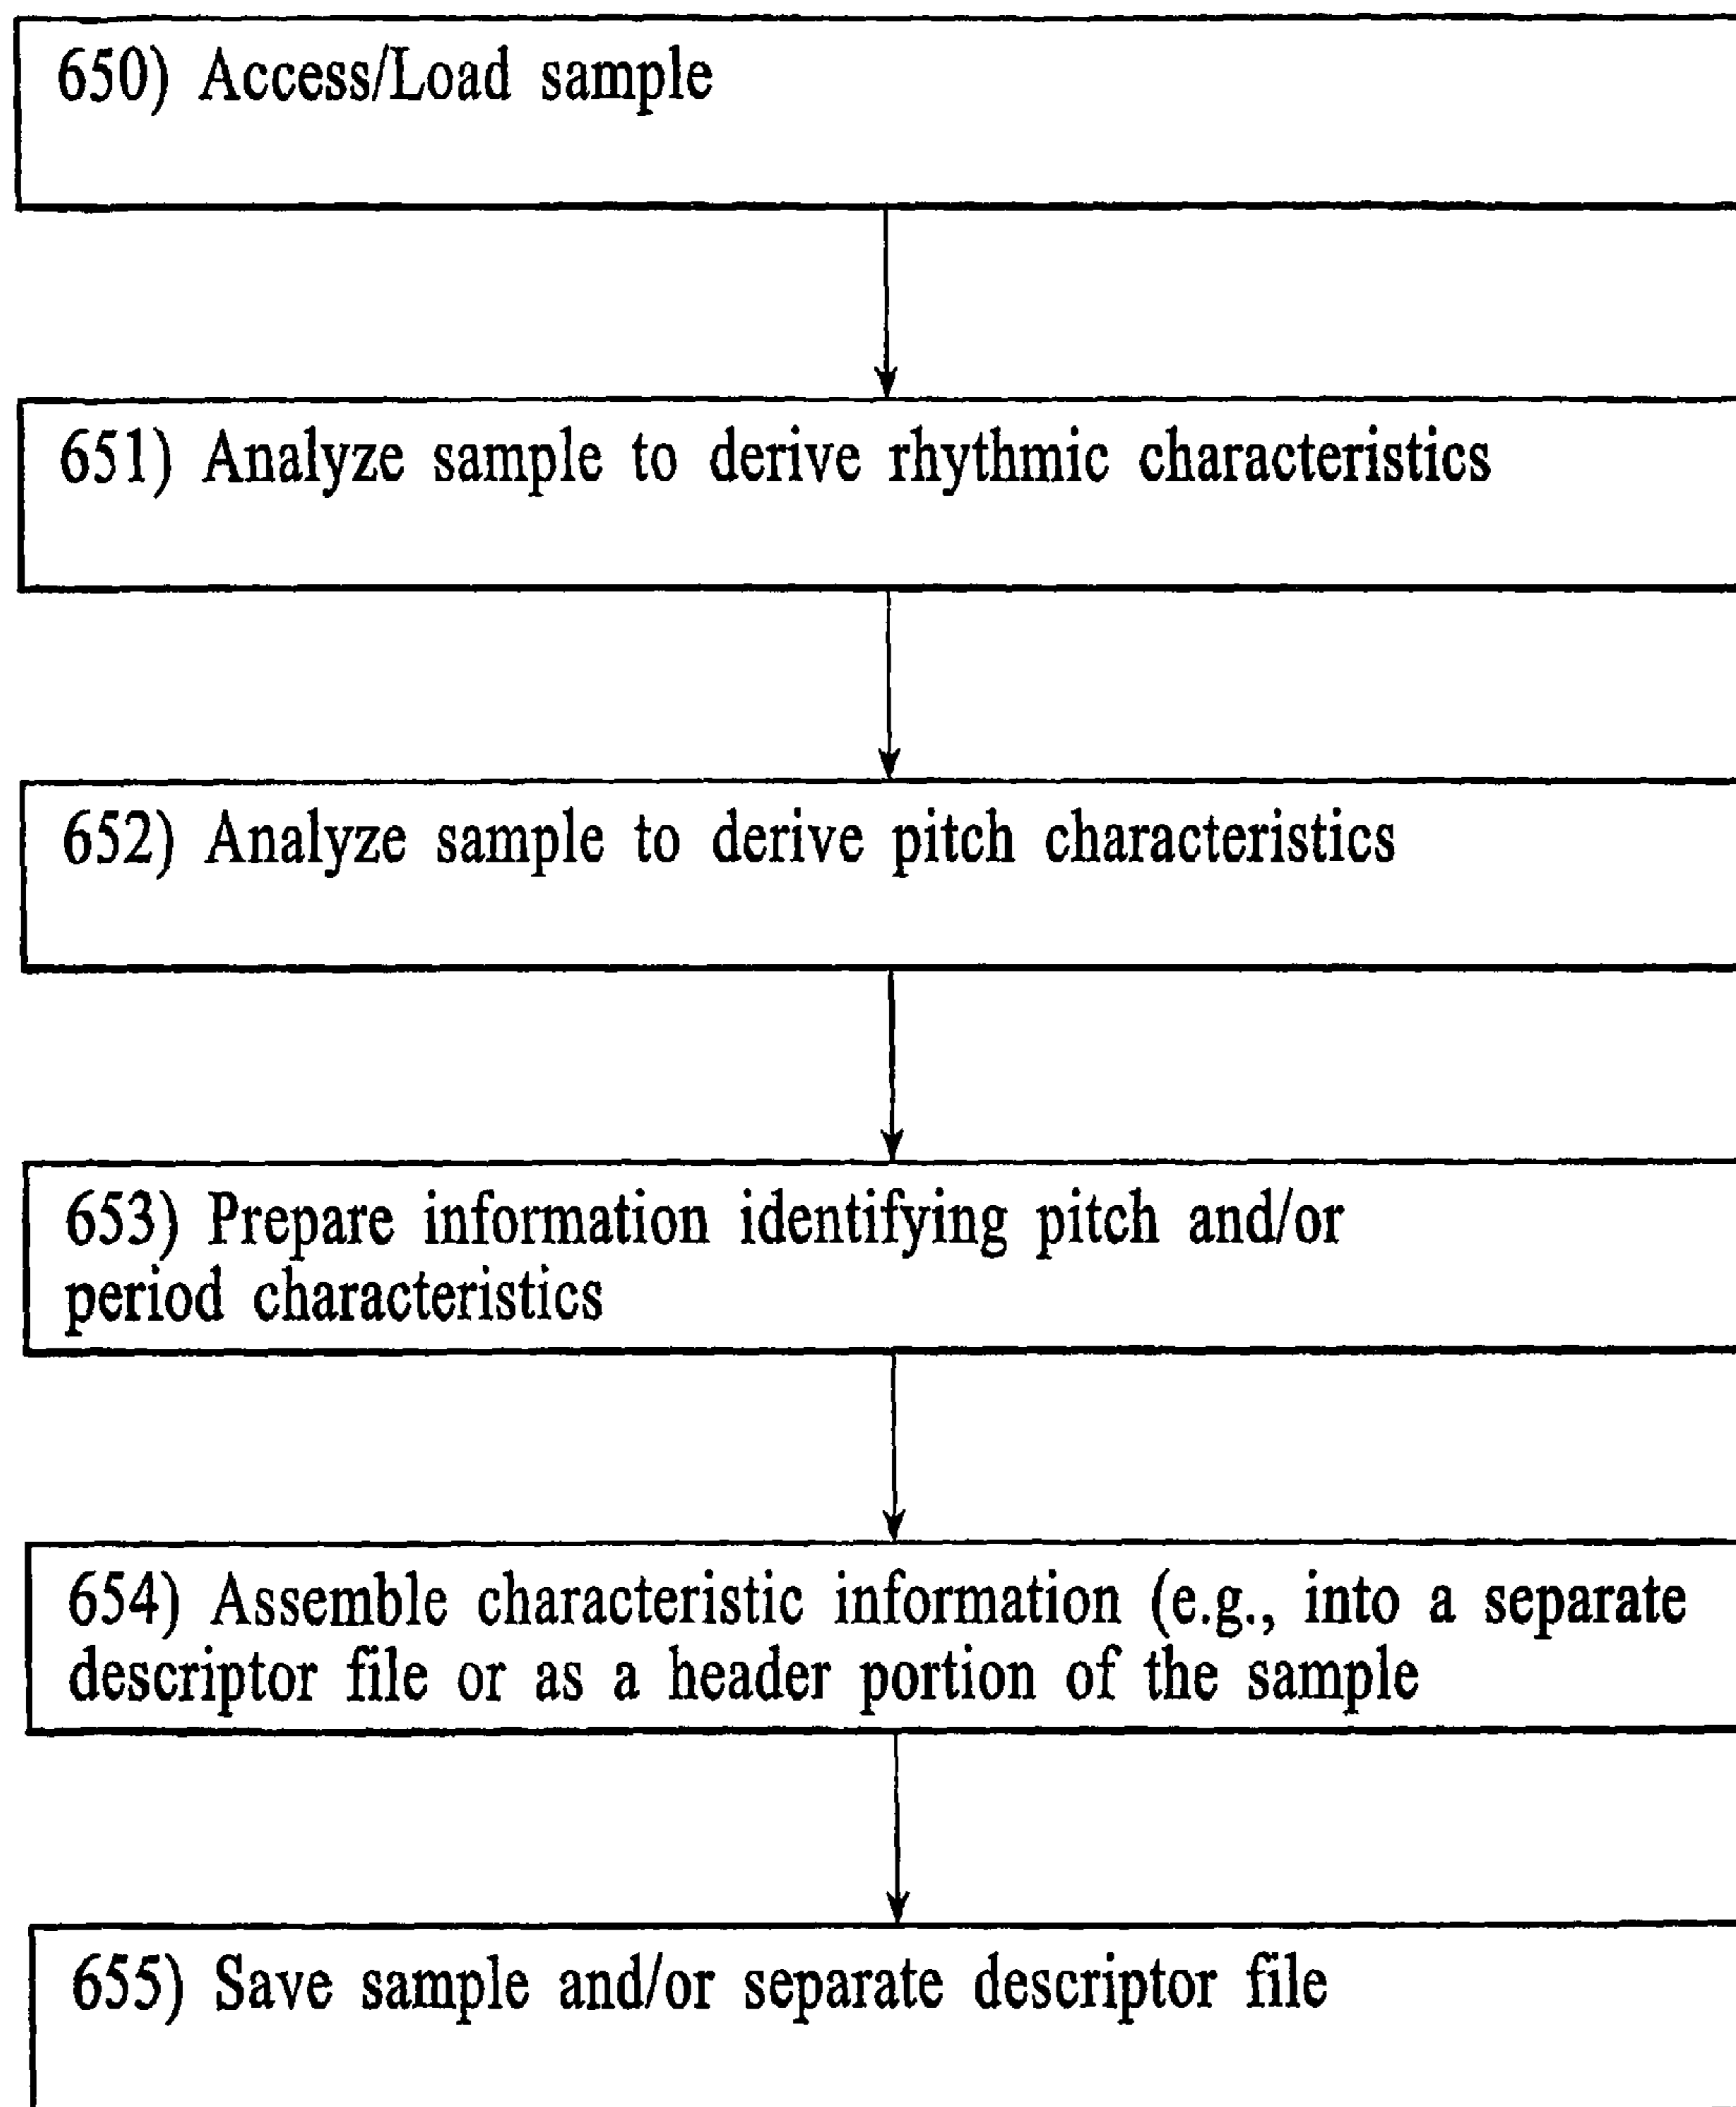 650) Access/Load sample
651) Analyze sample to derive rhythmic characteristics
652) Analyze sample to derive pitch characteristics
653) Prepare information identifying pitch and/or
period characteristics
654) Assemble characteristic information (e.g., into a separate
descriptor file or as a header portion of the sample
655) Save sample and/or separate descriptor file